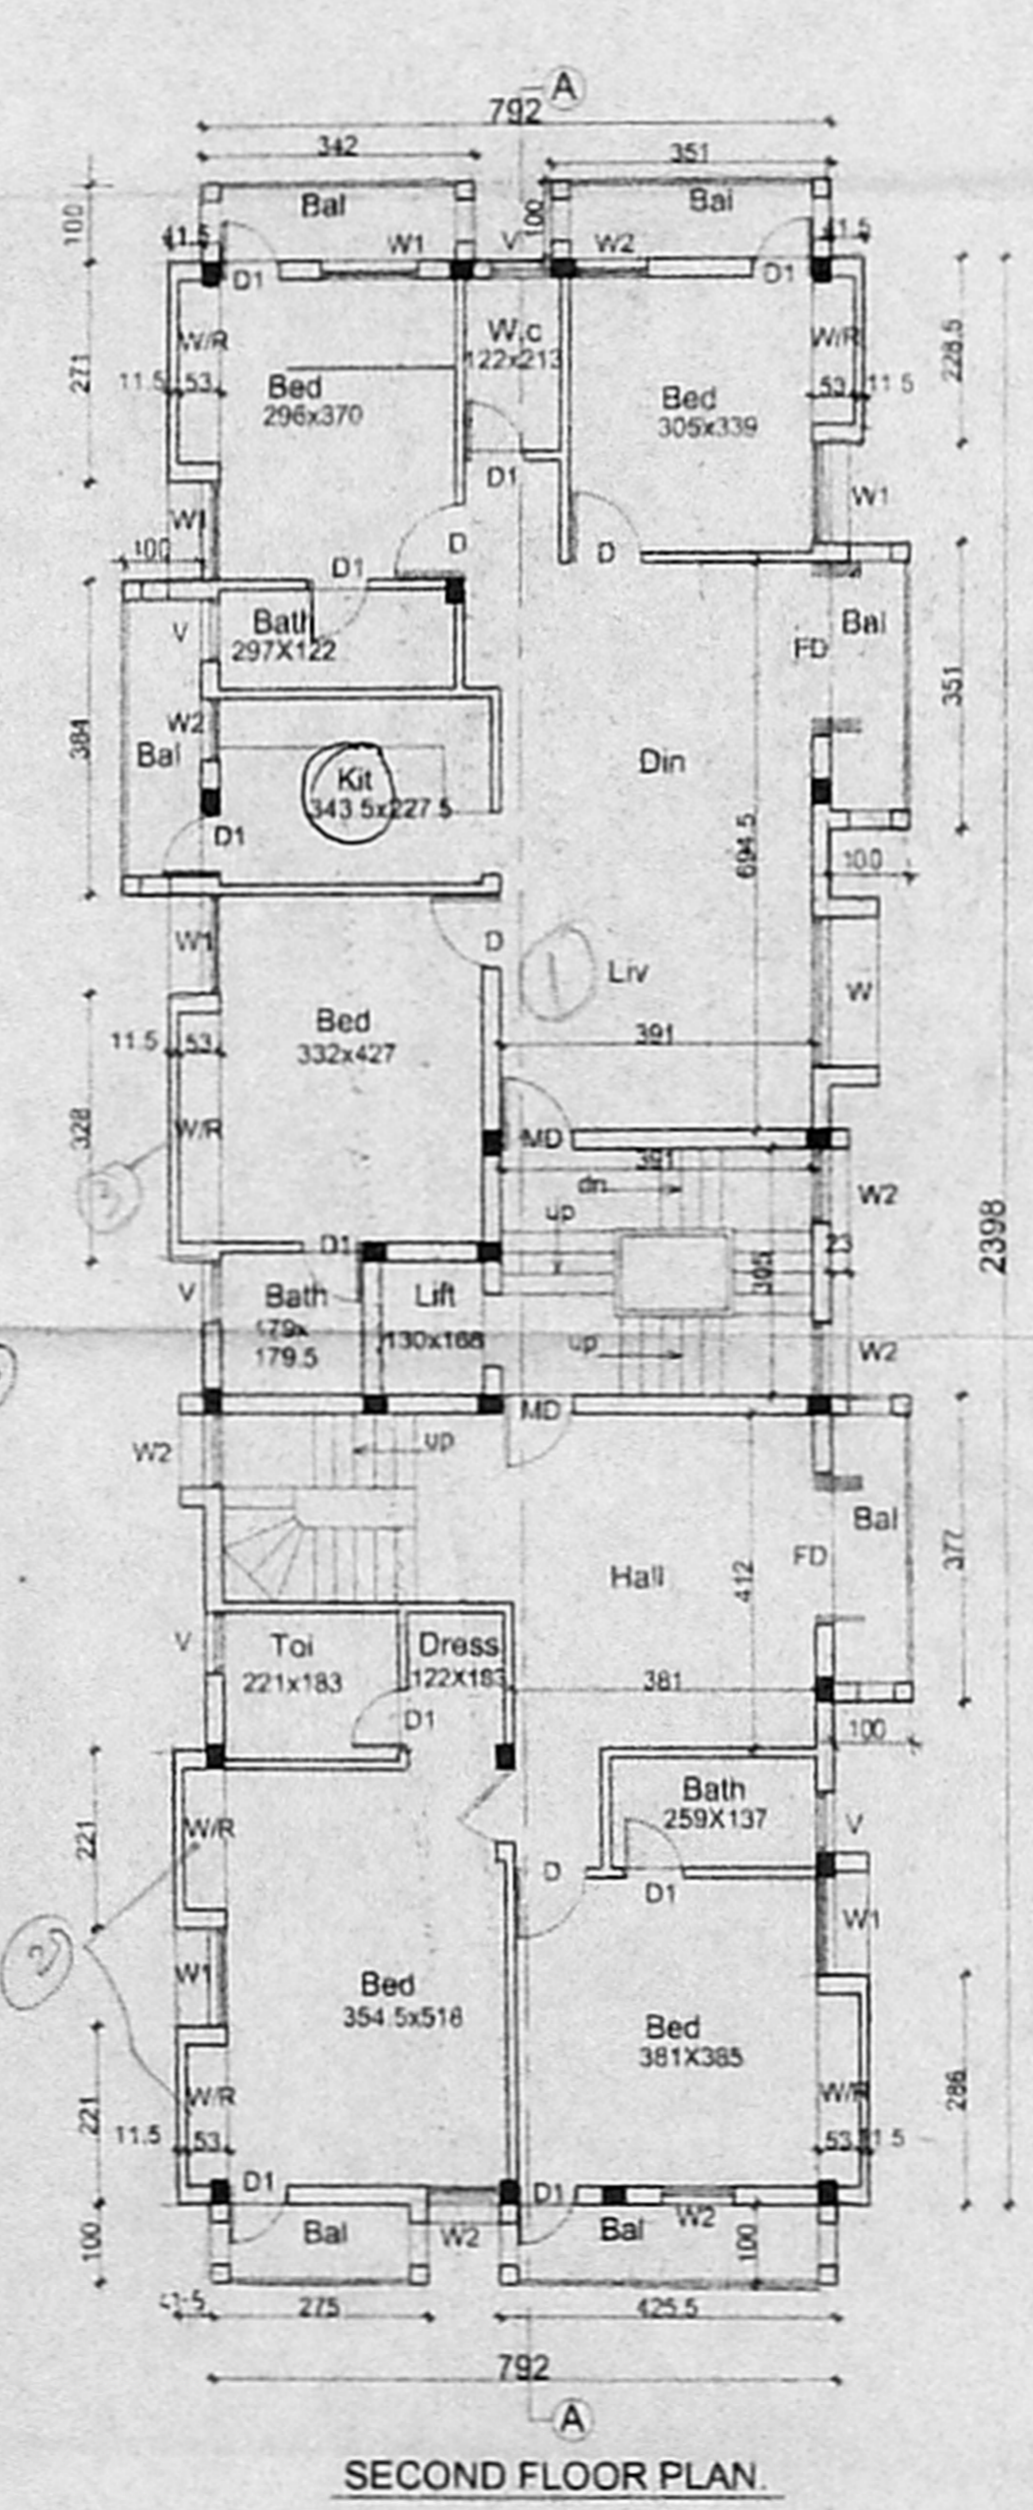 A
792
342
351
Bal
Bal
100
100
41.5
41.5
W1
V
W2
D1
D1
W/R
W.c
122x213
W/R
271
228.5
11.5
53
Bed
296x370
Bed
305x339
53
11.5
D1
W1
W1
D
D
100
D1
Bath
297X122
V
FD
Bal
351
384
W2
Bal
Din
Kit
343.5x227.5
D1
694.5
100
W1
D
1
Liv
W
Bed
332x427
11.5
53
391
328
W/R
MD
391
3
dn
W2
up
2398
D1
23
305
V
Bath
179x
179.5
Lift
130x168
up
W2
MD
W2
up
Bal
Hall
412
FD
377
V
Toi
221x183
Dress
122X183
381
D1
100
221
W/R
Bath
259X137
V
D
D1
2
W1
W1
Bed
354.5x518
Bed
381X385
221
W/R
W/R
286
11.5
53
53
11.5
D1
D1
100
Bal
W2
Bal
W2
100
41.5
275
425.5
792
A
SECOND FLOOR PLAN.